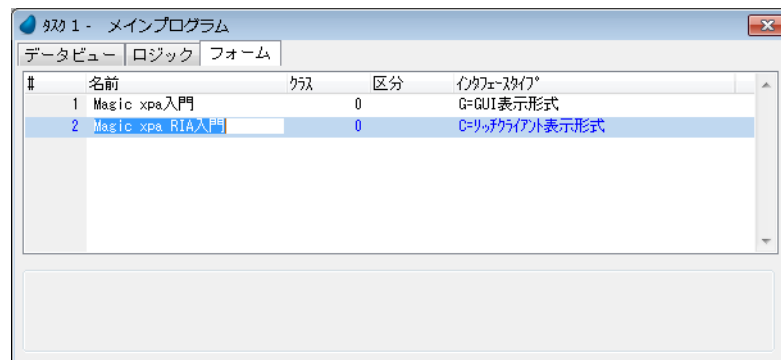 ﾀｽｸ 1 - メインプログラム
データビュー ロジック フォーム
# 名前 ｸﾗｽ 区分 ｲﾝﾀﾌｪｰｽﾀｲﾌﾟ
1 Magic xpa入門 0 G=GUI表示形式
2 Magic xpa RIA入門 0 C=ﾘｯﾁｸﾗｲｱﾝﾄ表示形式